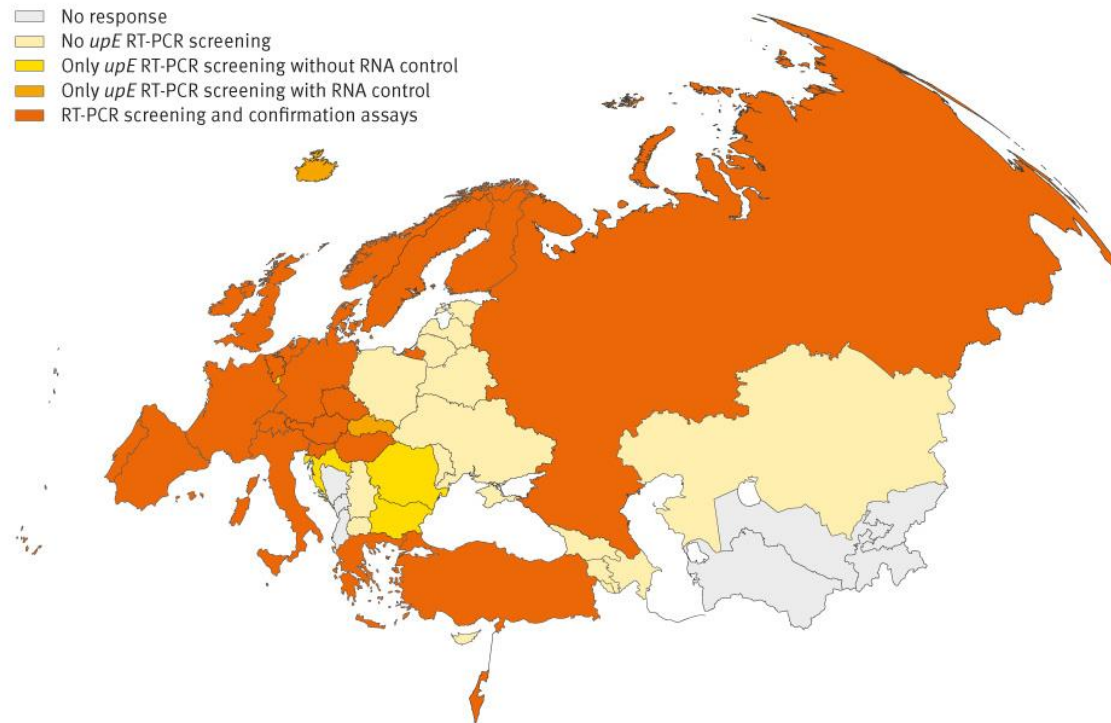 No response
No upE RT-PCR screening
Only upE RT-PCR screening without RNA control
Only upE RT-PCR screening with RNA control
RT-PCR screening and confirmation assays